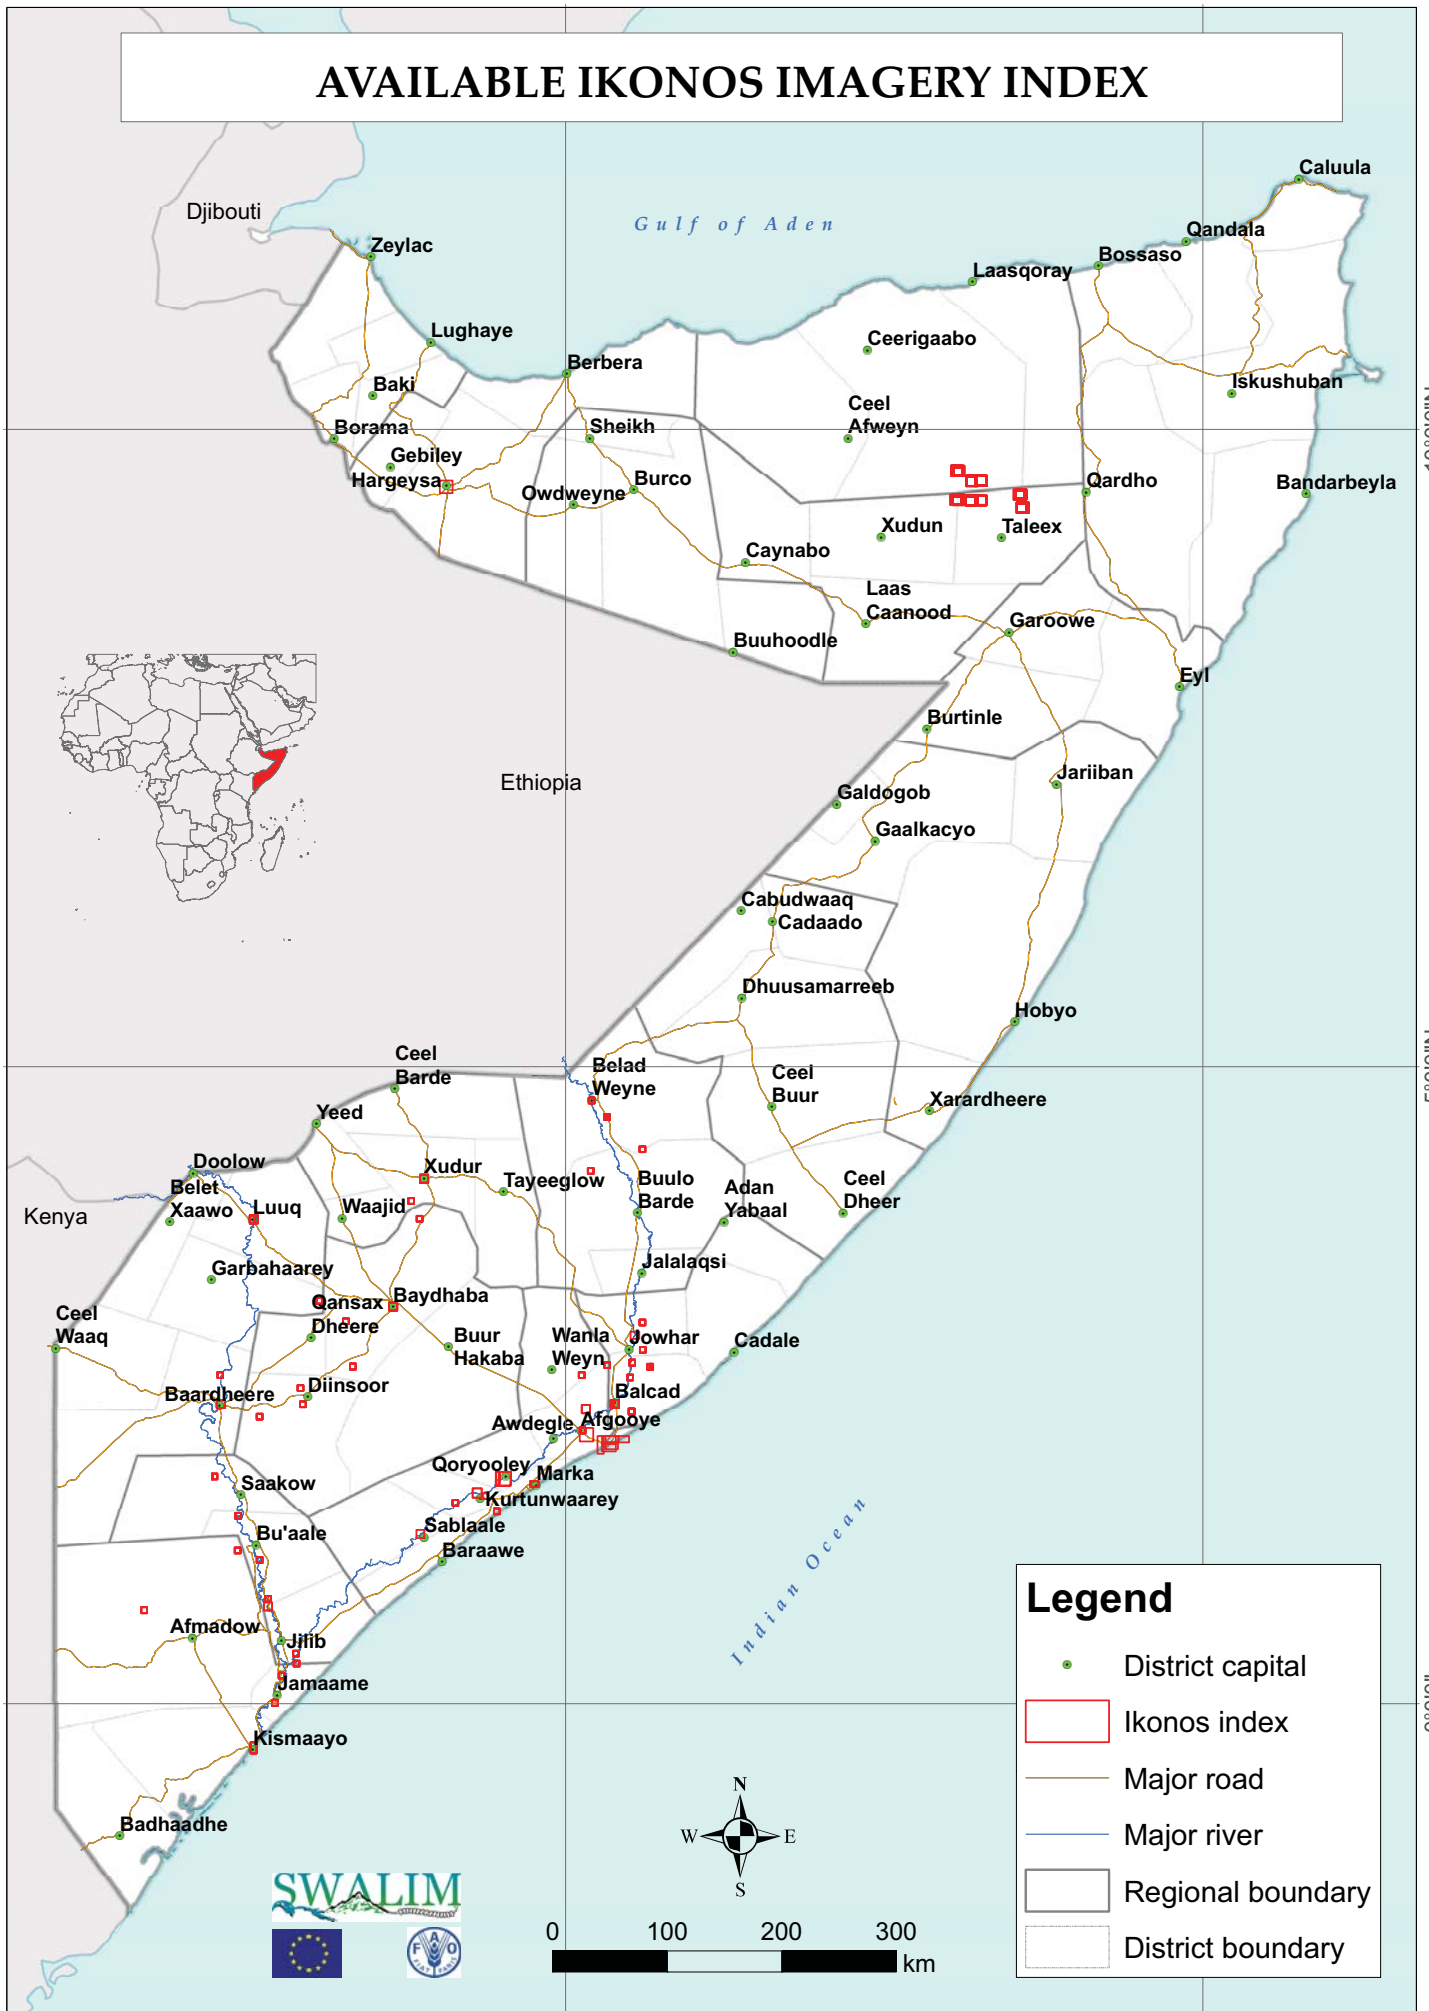 AVAILABLE IKONOS IMAGERY INDEX
Caluula
Djibouti
Gulf of Aden
Qandala
Zeylac
Bossaso
Laasqoray
Lughaye
Ceerigaabo
Berbera
Baki
Iskushuban
Ceel
Afweyn
Borama
Sheikh
Gebiley
Hargeysa
Burco
Qardho
Bandarbeyla
Owdweyne
Xudun
Taleex
Caynabo
Laas
Caanood
Garoowe
Buuhoodle
Eyl
Burtinle
Ethiopia
Jariiban
Galdogob
Gaalkacyo
Cabudwaaq
Cadaado
Dhuusamarreeb
Hobyo
Ceel
Barde
Belad
Weyne
Ceel
Buur
Xarardheere
Yeed
Doolow
Xudur
Tayeeglow
Buulo
Barde
Adan
Yabaal
Ceel
Dheer
Belet
Xaawo
Luuq
Waajid
Kenya
Garbahaarey
Jalalaqsi
Qansax
Dheere
Baydhaba
Ceel
Waaq
Buur
Hakaba
Wanla
Weyn
Jowhar
Cadale
Baardheere
Diinsoor
Balcad
Awdegle
Afgooye
Qoryooley
Marka
Saakow
Kurtunwaarey
Sablaale
Bu'aale
Baraawe
Indian Ocean
Afmadow
Jilib
Jamaame
Kismaayo
Badhaadhe
Legend
District capital
Ikonos index
Major road
Major river
Regional boundary
District boundary
N
W
E
S
SWALIM
F A O
FIAT PANIS
0 100 200 300
km